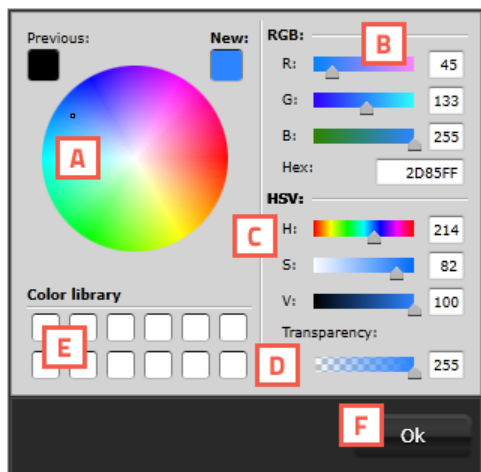 Previous: New:
A
Color library
E
RGB:
B
R: 45
G: 133
B: 255
Hex: 2D85FF
HSV:
C
H: 214
S: 82
V: 100
Transparency:
D
255
F
Ok